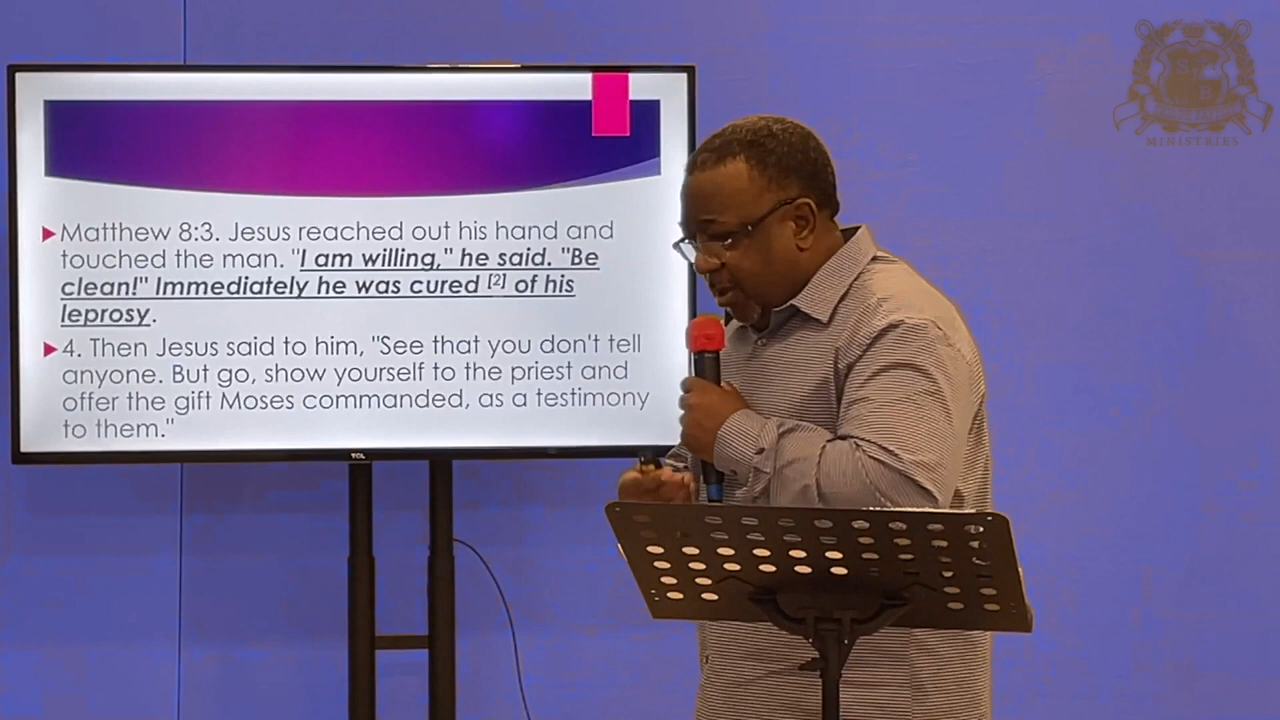 Matthew 8:3. Jesus reached out his hand and
touched the man. "I am willing," he said. "Be
clean!" Immediately he was cured [2] of his
leprosy.
4. Then Jesus said to him, "See that you don't tell
anyone. But go, show yourself to the priest and
offer the gift Moses commanded, as a testimony
to them."
TCL
MINISTRIES